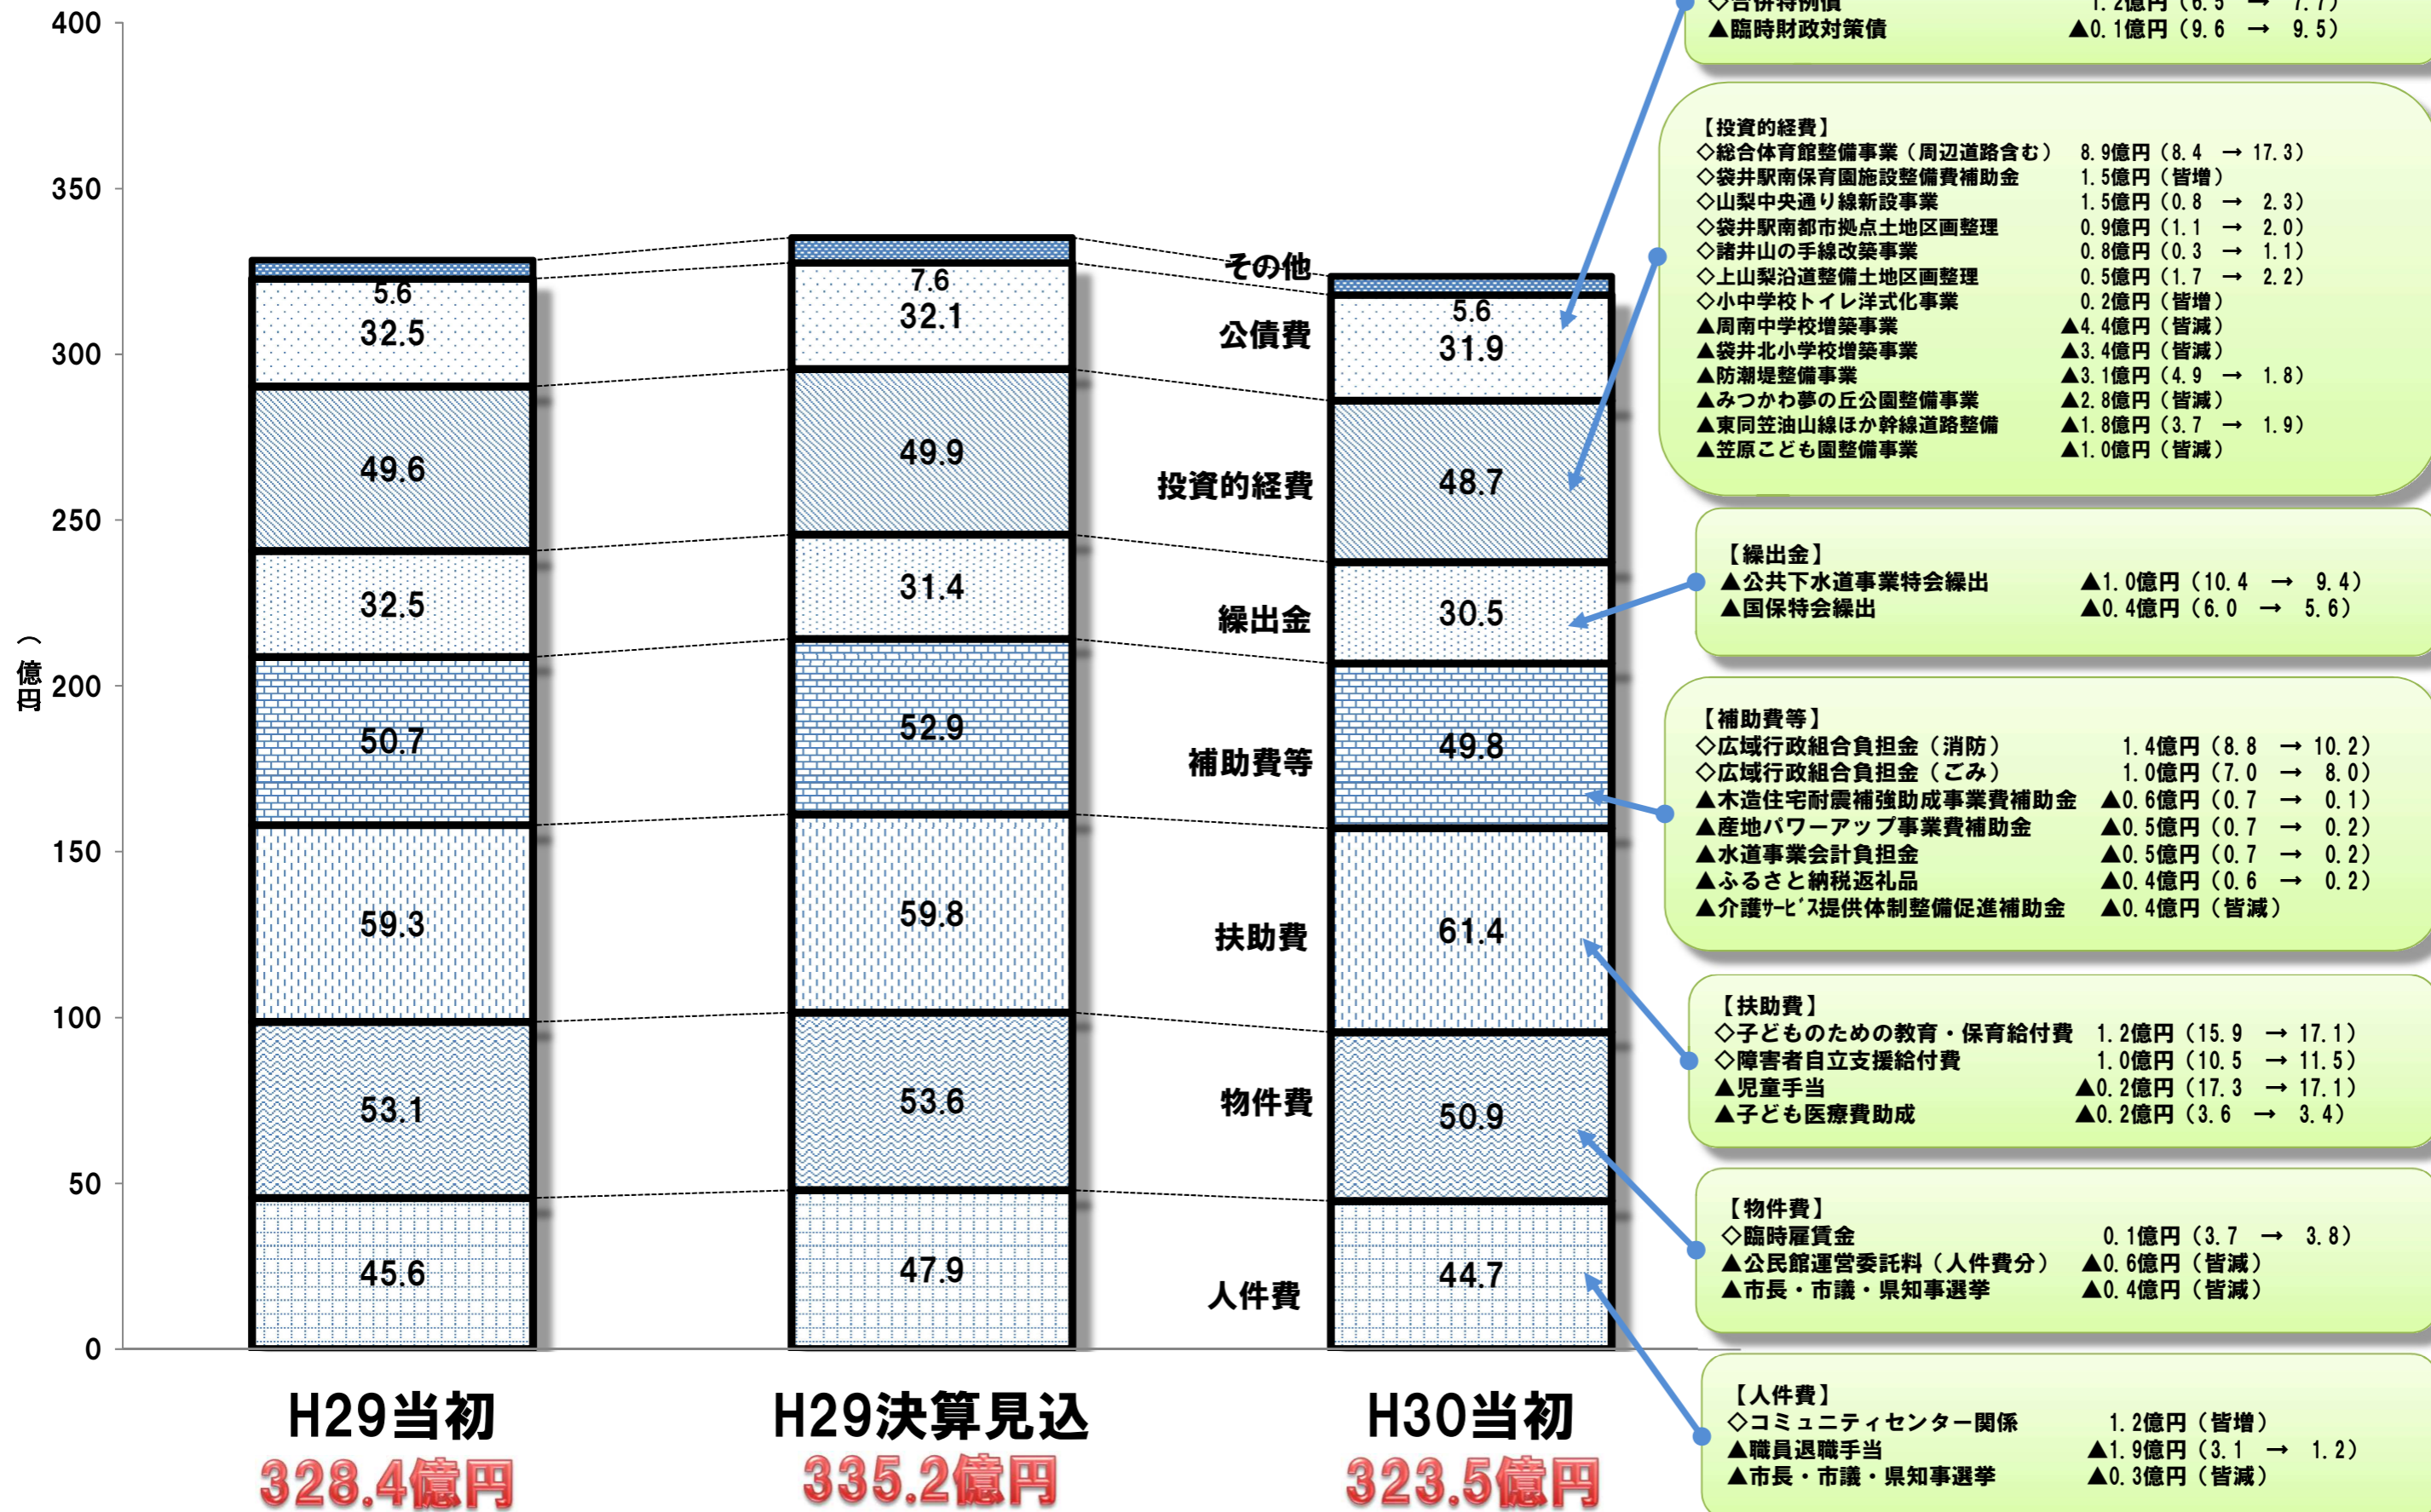 400
350
300
250
200
150
100
50
0
（億円）
5.6
32.5
49.6
32.5
50.7
59.3
53.1
45.6
7.6
32.1
49.9
31.4
52.9
59.8
53.6
47.9
その他
公債費
投資的経費
繰出金
補助費等
扶助費
物件費
人件費
5.6
31.9
48.7
30.5
49.8
61.4
50.9
44.7
H29当初
328.4億円
H29決算見込
335.2億円
H30当初
323.5億円
◇合併特例債 1.2億円（6.5 → 7.7）
▲臨時財政対策債 ▲0.1億円（9.6 → 9.5）
【投資的経費】
◇総合体育館整備事業（周辺道路含む） 8.9億円（8.4 → 17.3）
◇袋井駅南保育園施設整備費補助金 1.5億円（皆増）
◇山梨中央通り線新設事業 1.5億円（0.8 → 2.3）
◇袋井駅南都市拠点土地区画整理 0.9億円（1.1 → 2.0）
◇諸井山の手線改築事業 0.8億円（0.3 → 1.1）
◇上山梨沿道整備土地区画整理 0.5億円（1.7 → 2.2）
◇小中学校トイレ洋式化事業 0.2億円（皆増）
▲周南中学校増築事業 ▲4.4億円（皆減）
▲袋井北小学校増築事業 ▲3.4億円（皆減）
▲防潮堤整備事業 ▲3.1億円（4.9 → 1.8）
▲みつかわ夢の丘公園整備事業 ▲2.8億円（皆減）
▲東同笠油山線ほか幹線道路整備 ▲1.8億円（3.7 → 1.9）
▲笠原こども園整備事業 ▲1.0億円（皆減）
【繰出金】
▲公共下水道事業特会繰出 ▲1.0億円（10.4 → 9.4）
▲国保特会繰出 ▲0.4億円（6.0 → 5.6）
【補助費等】
◇広域行政組合負担金（消防） 1.4億円（8.8 → 10.2）
◇広域行政組合負担金（ごみ） 1.0億円（7.0 → 8.0）
▲木造住宅耐震補強助成事業費補助金 ▲0.6億円（0.7 → 0.1）
▲産地パワーアップ事業費補助金 ▲0.5億円（0.7 → 0.2）
▲水道事業会計負担金 ▲0.5億円（0.7 → 0.2）
▲ふるさと納税返礼品 ▲0.4億円（0.6 → 0.2）
▲介護ｻｰﾋﾞｽ提供体制整備促進補助金 ▲0.4億円（皆減）
【扶助費】
◇子どものための教育・保育給付費 1.2億円（15.9 → 17.1）
◇障害者自立支援給付費 1.0億円（10.5 → 11.5）
▲児童手当 ▲0.2億円（17.3 → 17.1）
▲子ども医療費助成 ▲0.2億円（3.6 → 3.4）
【物件費】
◇臨時雇賃金 0.1億円（3.7 → 3.8）
▲公民館運営委託料（人件費分） ▲0.6億円（皆減）
▲市長・市議・県知事選挙 ▲0.4億円（皆減）
【人件費】
◇コミュニティセンター関係 1.2億円（皆増）
▲職員退職手当 ▲1.9億円（3.1 → 1.2）
▲市長・市議・県知事選挙 ▲0.3億円（皆減）